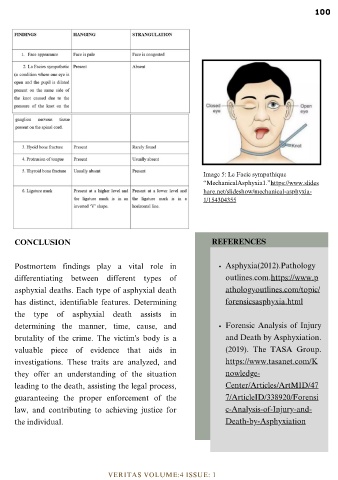 100
FINDINGS HANGING STRANGULATION
1. Face appearance Face is pale Face is congested
2. Le Facies sympathetic Present Absent
(a condition where one eye is
open and the pupil is dilated
present on the same side of
the knot caused due to the
pressure of the knot on the
ganglion nervous tissue
present on the spinal cord.
3. Hyoid bone fracture Present Rarely found
4. Protrusion of tongue Present Usually absent
5. Thyroid bone fracture Usually absent Present
6. Ligature mark Present at a higher level and Present at a lower level and
the ligature mark is in an the ligature mark is in a
inverted "V" shape. horizontal line.
Closed
eye
Open
eye
Knot
Image 5: Le Facie sympathique
"MechanicalAsphyxia1."https://www.slides
hare.net/slideshow/mechanical-asphyxia-
1/154304355
CONCLUSION
Postmortem findings play a vital role in
differentiating between different types of
asphyxial deaths. Each type of asphyxial death
has distinct, identifiable features. Determining
the type of asphyxial death assists in
determining the manner, time, cause, and
brutality of the crime. The victim's body is a
valuable piece of evidence that aids in
investigations. These traits are analyzed, and
they offer an understanding of the situation
leading to the death, assisting the legal process,
guaranteeing the proper enforcement of the
law, and contributing to achieving justice for
the individual.
REFERENCES
• Asphyxia(2012).Pathology
outlines.com.https://www.p
athologyoutlines.com/topic/
forensicsasphyxia.html
• Forensic Analysis of Injury
and Death by Asphyxiation.
(2019). The TASA Group.
https://www.tasanet.com/K
nowledge-
Center/Articles/ArtMID/47
7/ArticleID/338920/Forensi
c-Analysis-of-Injury-and-
Death-by-Asphyxiation
VERITAS VOLUME:4 ISSUE: 1